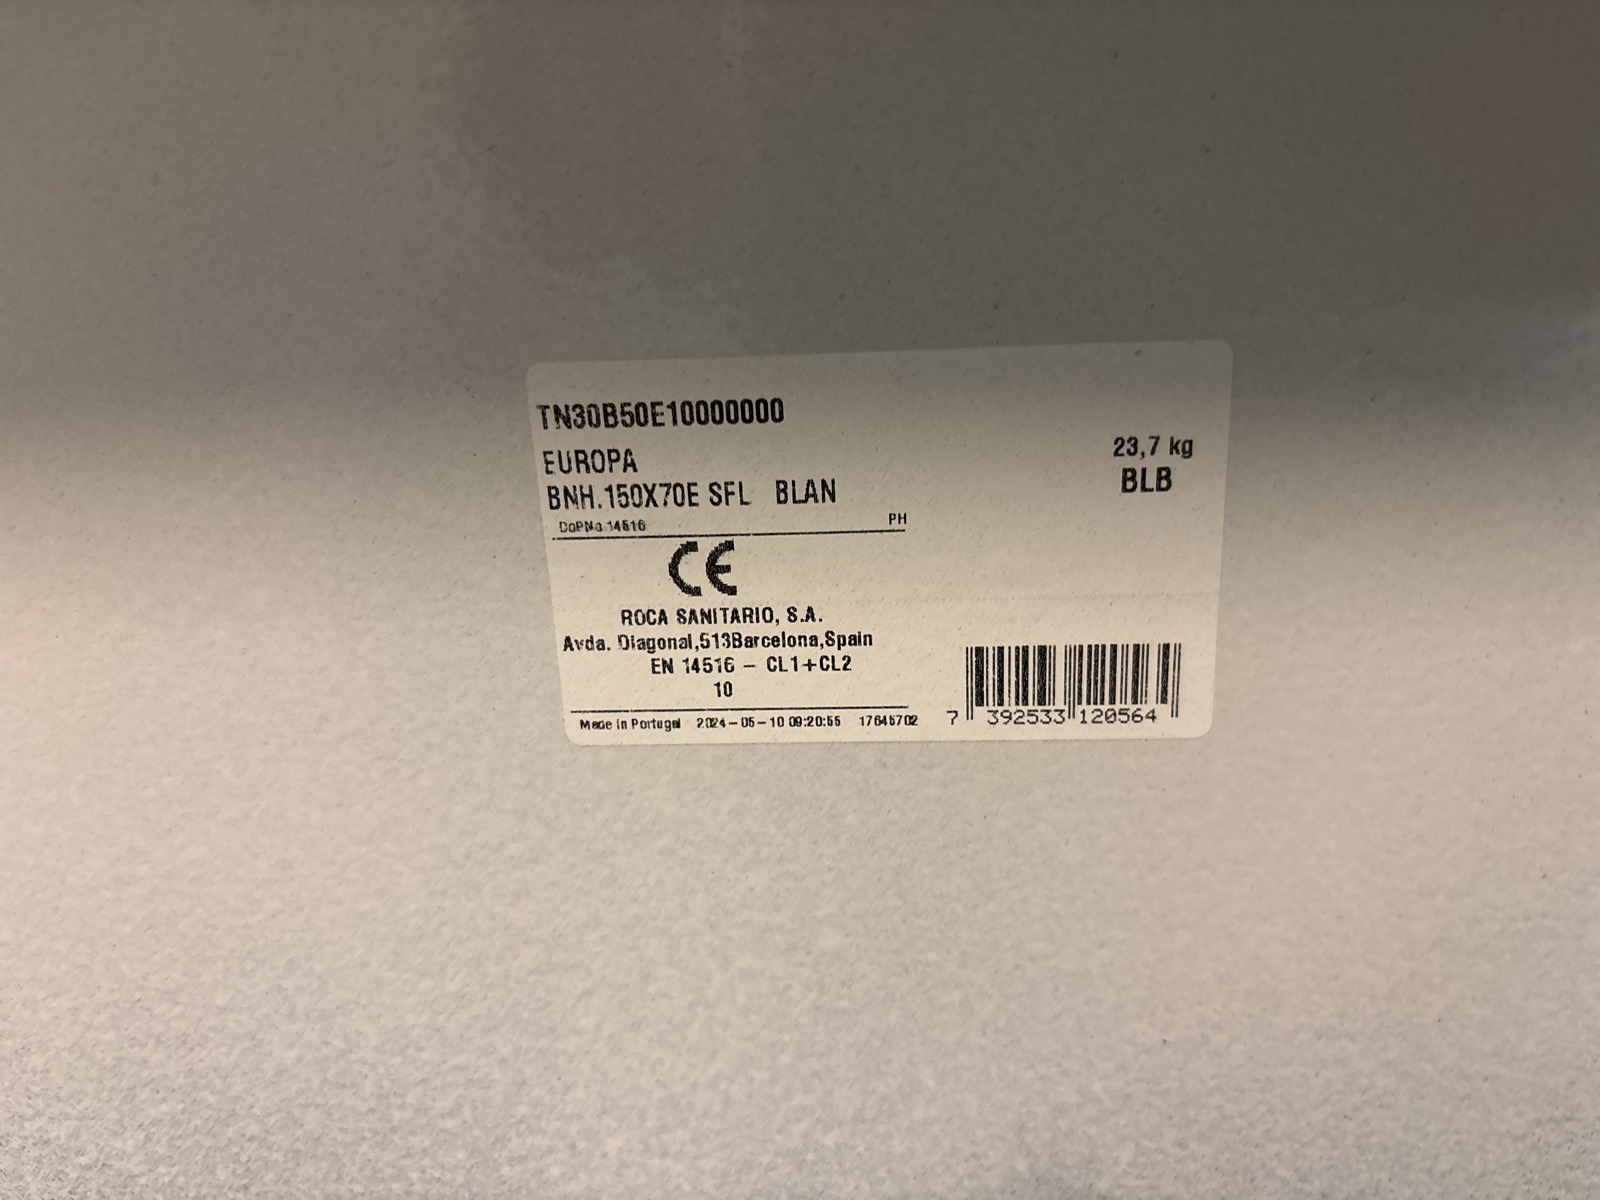 TN30B50E10000000
EUROPA
BNH.150X70E SFL BLAN
23,7 kg
BLB
DoPNo 14516
PH
CE
ROCA SANITARIO, S.A.
Avda. Diagonal,513Barcelona,Spain
EN 14516 - CL1+CL2
10
Made in Portugal 2024-05-10 09:20:55 17645702
7 392533 120564